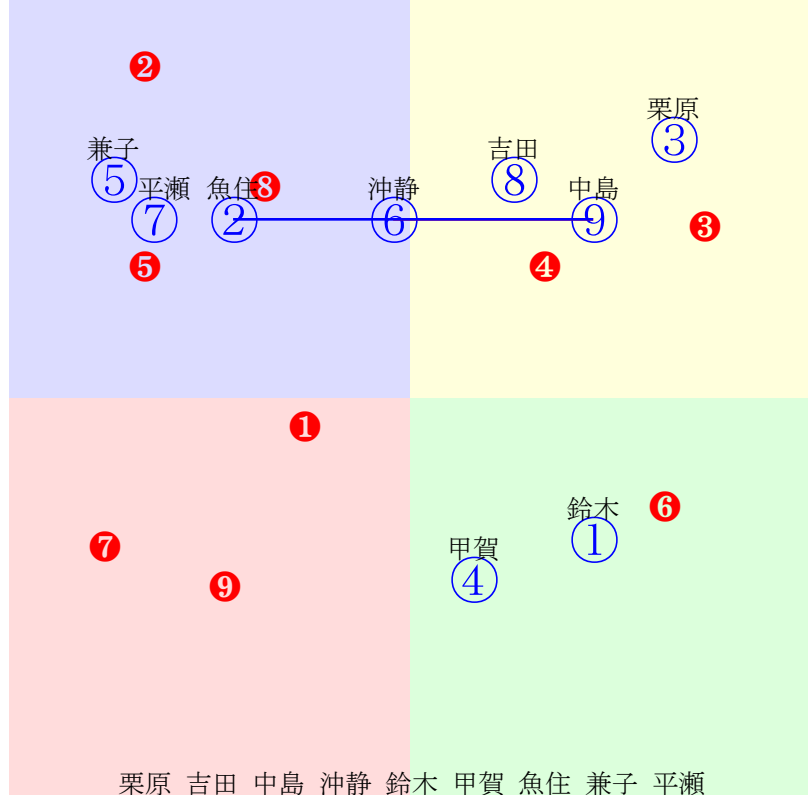 ❷
栗原
③
兼子
⑤
吉田
⑧
平瀬
⑦
魚住
②
❽
沖静
⑥
中島
⑨
❸
❺
❹
❶
❻
鈴木
①
❼
甲賀
④
❾
栗原 吉田 中島 沖静 鈴木 甲賀 魚住 兼子 平瀬